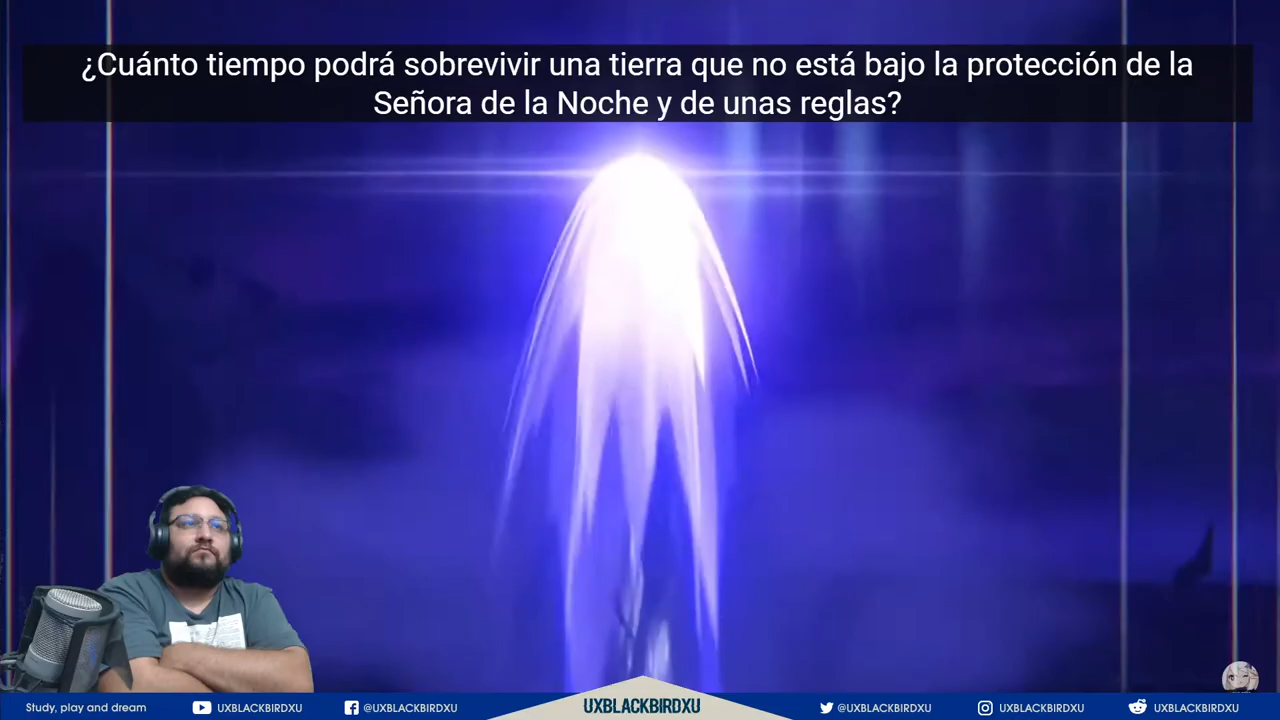 ¿Cuánto tiempo podrá sobrevivir una tierra que no está bajo la protección de la
Señora de la Noche y de unas reglas?
Study, play and dream
UXBLACKBIRDXU
@UXBLACKBIRDXU
UXBLACKBIRDXU
@UXBLACKBIRDXU
UXBLACKBIRDXU
UXBLACKBIRDXU